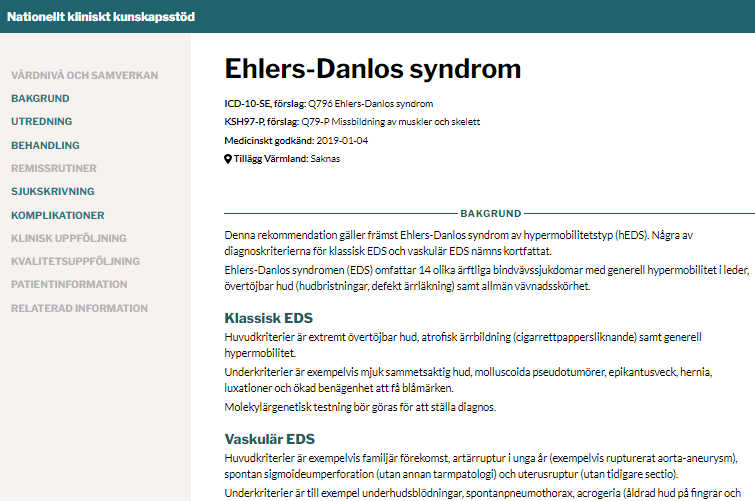 Nationellt kliniskt kunskapsstöd
VÅRDNIVÅ OCH SAMVERKAN
BAKGRUND
UTREDNING
BEHANDLING
REMISSRUTINER
SJUKSKRIVNING
KOMPLIKATIONER
KLINISK UPPFÖLJNING
KVALITETSUPPFÖLJNING
PATIENTINFORMATION
RELATERAD INFORMATION
Ehlers-Danlos syndrom
ICD-10-SE, förslag: Q796 Ehlers-Danlos syndrom
KSH97-P, förslag: Q79-P Missbildning av muskler och skelett
Medicinskt godkänd: 2019-01-04
Tillägg Värmland: Saknas
BAKGRUND
Denna rekommendation gäller främst Ehlers-Danlos syndrom av hypermobilitetstyp (hEDS). Några av
diagnoskriterierna för klassisk EDS och vaskulär EDS nämns kortfattat.
Ehlers-Danlos syndromen (EDS) omfattar 14 olika ärftliga bindvävssjukdomar med generell hypermobilitet i leder,
övertöjbar hud (hudbristningar, defekt ärrläkning) samt allmän vävnadsskörhet.
Klassisk EDS
Huvudkriterier är extremt övertöjbar hud, atrofisk ärrbildning (cigarrettpappersliknande) samt generell
hypermobilitet.
Underkriterier är exempelvis mjuk sammetsaktig hud, molluscoida pseudotumörer, epikantusveck, hernia,
luxationer och ökad benägenhet att få blåmärken.
Molekylärgenetisk testning bör göras för att ställa diagnos.
Vaskulär EDS
Huvudkriterier är exempelvis familjär förekomst, artärruptur i unga år (exempelvis rupturerat aorta-aneurysm),
spontan sigmoideumperforation (utan annan tarmpatologi) och uterusruptur (utan tidigare sectio).
Underkriterier är till exempel underhudsblödningar, spontanpneumothorax, acrogeria (åldrad hud på fingrar och